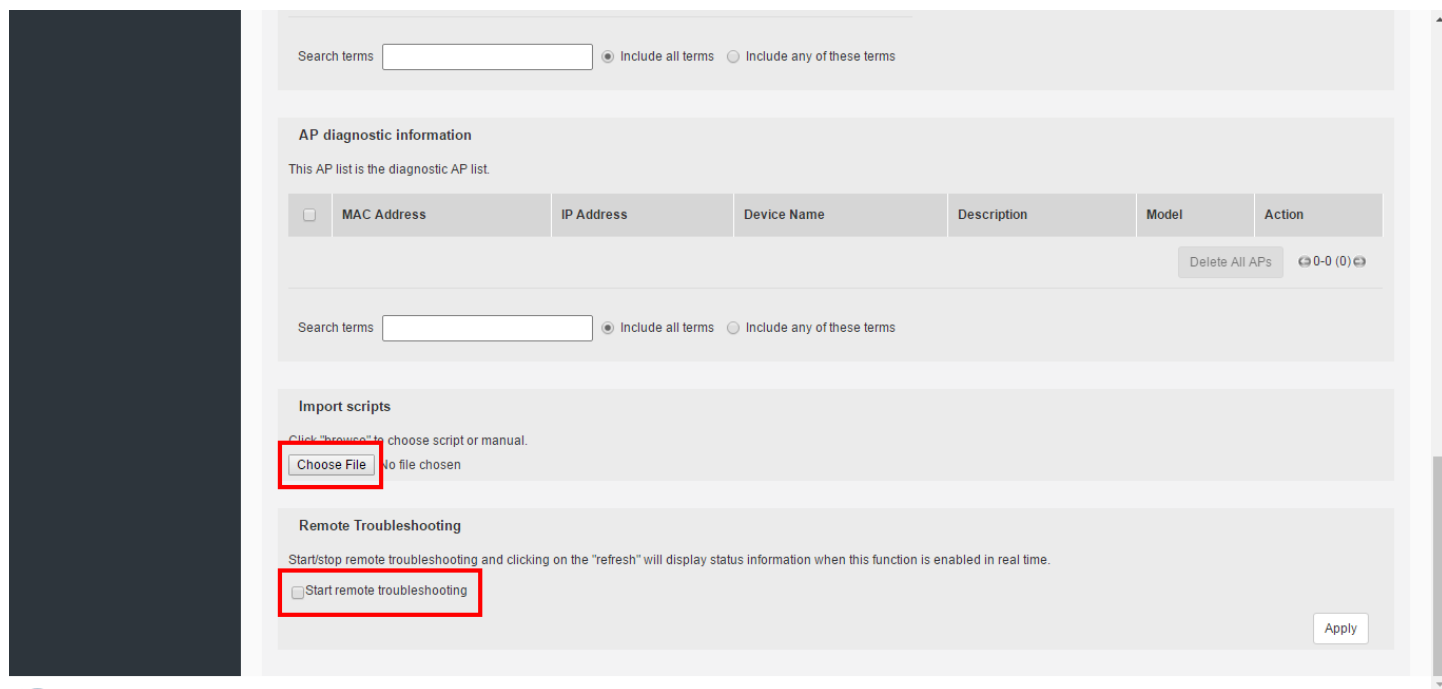 Search terms Include all terms Include any of these terms
AP diagnostic information
This AP list is the diagnostic AP list.
MAC Address IP Address Device Name Description Model Action
Delete All APs 0-0 (0)
Search terms Include all terms Include any of these terms
Import scripts
Click "browse" to choose script or manual.
Choose File No file chosen
Remote Troubleshooting
Start/stop remote troubleshooting and clicking on the "refresh" will display status information when this function is enabled in real time.
Start remote troubleshooting
Apply